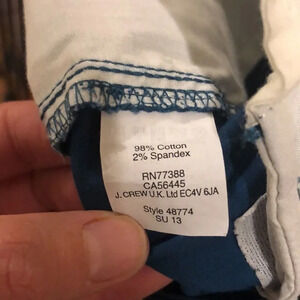 98% Cotton
2% Spandex
RN77388
CA56445
J. CREW U.K. Ltd EC4V 6JA
Style 48774
SU 13